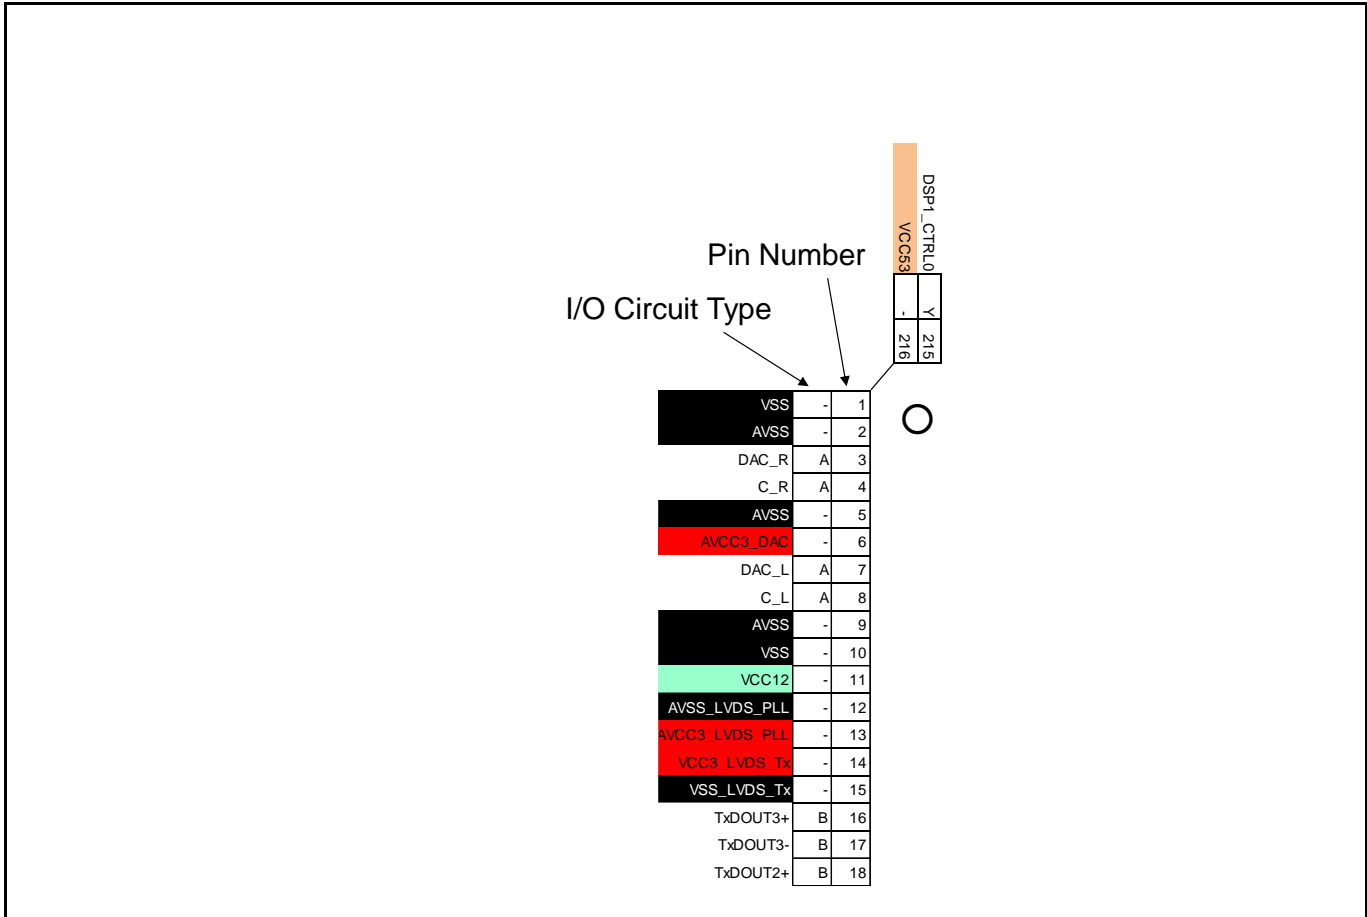 DSP1_CTRL0 Y 215
VCC53 - 216
Pin Number
I/O Circuit Type
VSS - 1
AVSS - 2
DAC_R A 3
C_R A 4
AVSS - 5
AVCC3_DAC - 6
DAC_L A 7
C_L A 8
AVSS - 9
VSS - 10
VCC12 - 11
AVSS_LVDS_PLL - 12
AVCC3_LVDS_PLL - 13
VCC3_LVDS_Tx - 14
VSS_LVDS_Tx - 15
TxDOUT3+ B 16
TxDOUT3- B 17
TxDOUT2+ B 18